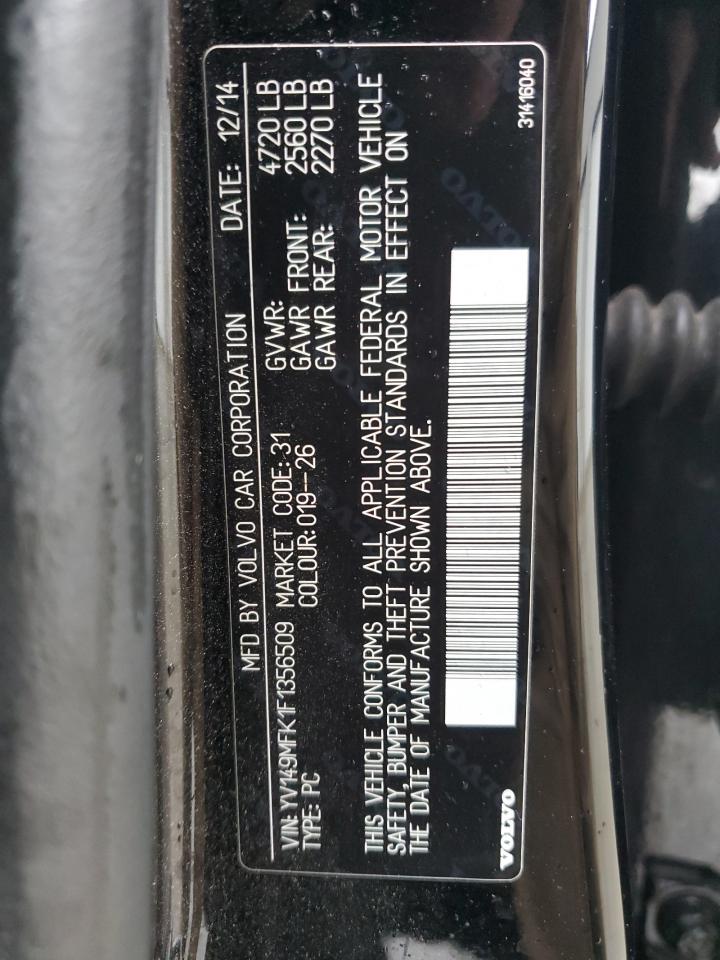 MFD BY VOLVO CAR CORPORATION DATE: 12/14
VIN: YV149MFK1F1356509 MARKET CODE: 31 GVWR: 4720 LB
TYPE: PC COLOUR: 019--26 GAWR FRONT: 2560 LB
GAWR REAR: 2270 LB
THIS VEHICLE CONFORMS TO ALL APPLICABLE FEDERAL MOTOR VEHICLE
SAFETY, BUMPER AND THEFT PREVENTION STANDARDS IN EFFECT ON
THE DATE OF MANUFACTURE SHOWN ABOVE.
VOLVO 31416040